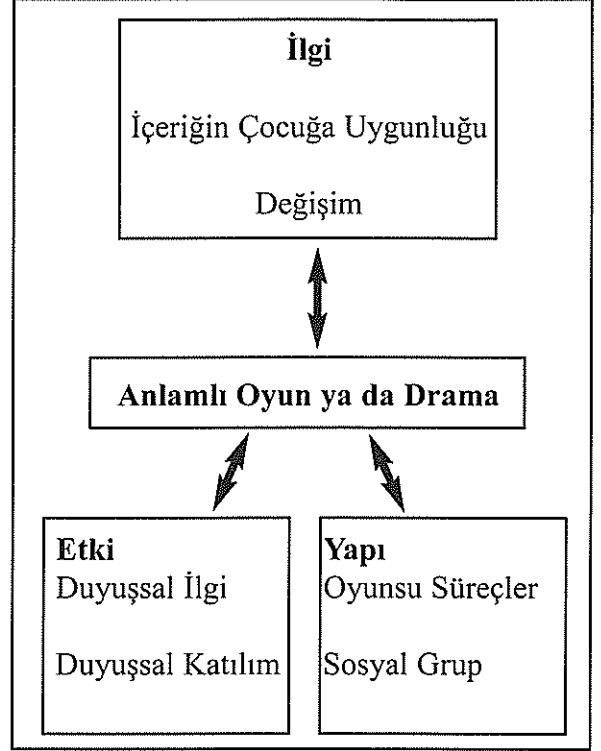 İlgi
İçeriğin Çocuğa Uygunluğu
Değişim
Anlamlı Oyun ya da Drama
Etki
Duyuşsal İlgi
Duyuşsal Katılım
Yapı
Oyunsu Süreçler
Sosyal Grup